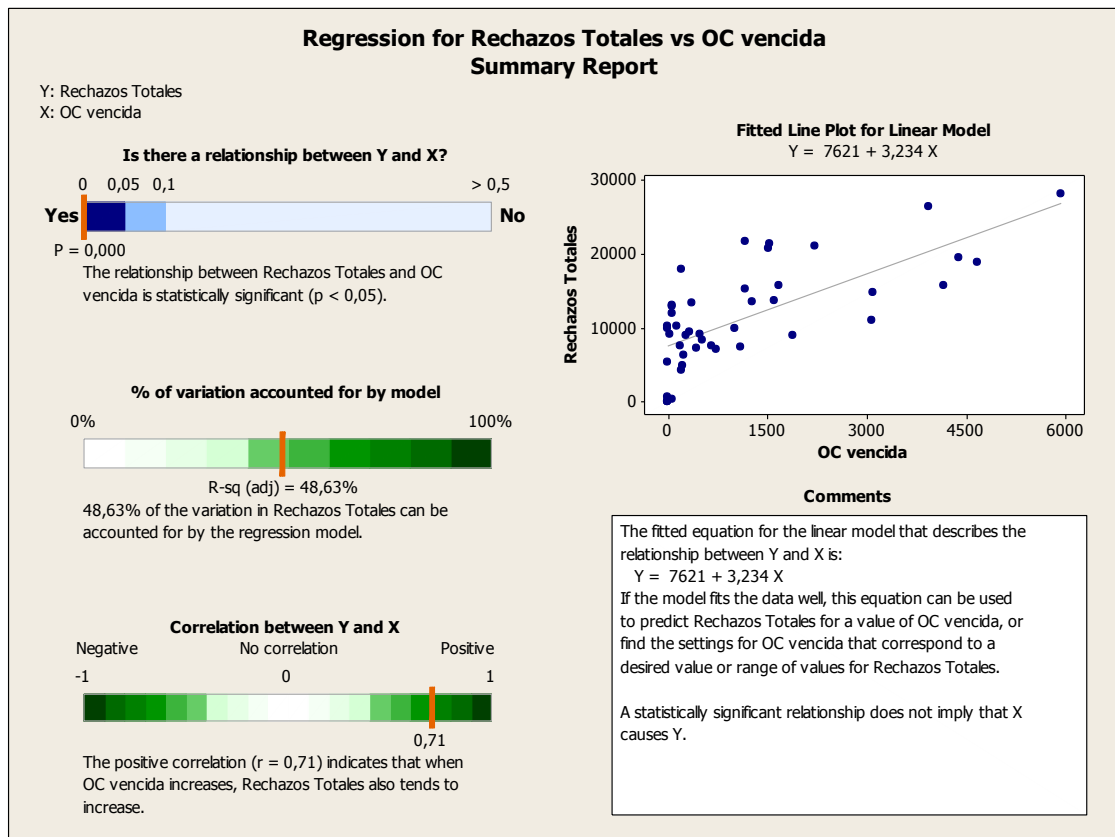 Regression for Rechazos Totales vs OC vencida
Summary Report
Y: Rechazos Totales
X: OC vencida
Is there a relationship between Y and X?
0 0,05 0,1 > 0,5
Yes No
P = 0,000
The relationship between Rechazos Totales and OC
vencida is statistically significant (p < 0,05).
% of variation accounted for by model
0% 100%
R-sq (adj) = 48,63%
48,63% of the variation in Rechazos Totales can be
accounted for by the regression model.
Correlation between Y and X
Negative No correlation Positive
-1 0 1
0,71
The positive correlation (r = 0,71) indicates that when
OC vencida increases, Rechazos Totales also tends to
increase.
Fitted Line Plot for Linear Model
Y = 7621 + 3,234 X
30000
20000
10000
0
Rechazos Totales
0 1500 3000 4500 6000
OC vencida
Comments
The fitted equation for the linear model that describes the
relationship between Y and X is:
Y = 7621 + 3,234 X
If the model fits the data well, this equation can be used
to predict Rechazos Totales for a value of OC vencida, or
find the settings for OC vencida that correspond to a
desired value or range of values for Rechazos Totales.
A statistically significant relationship does not imply that X
causes Y.